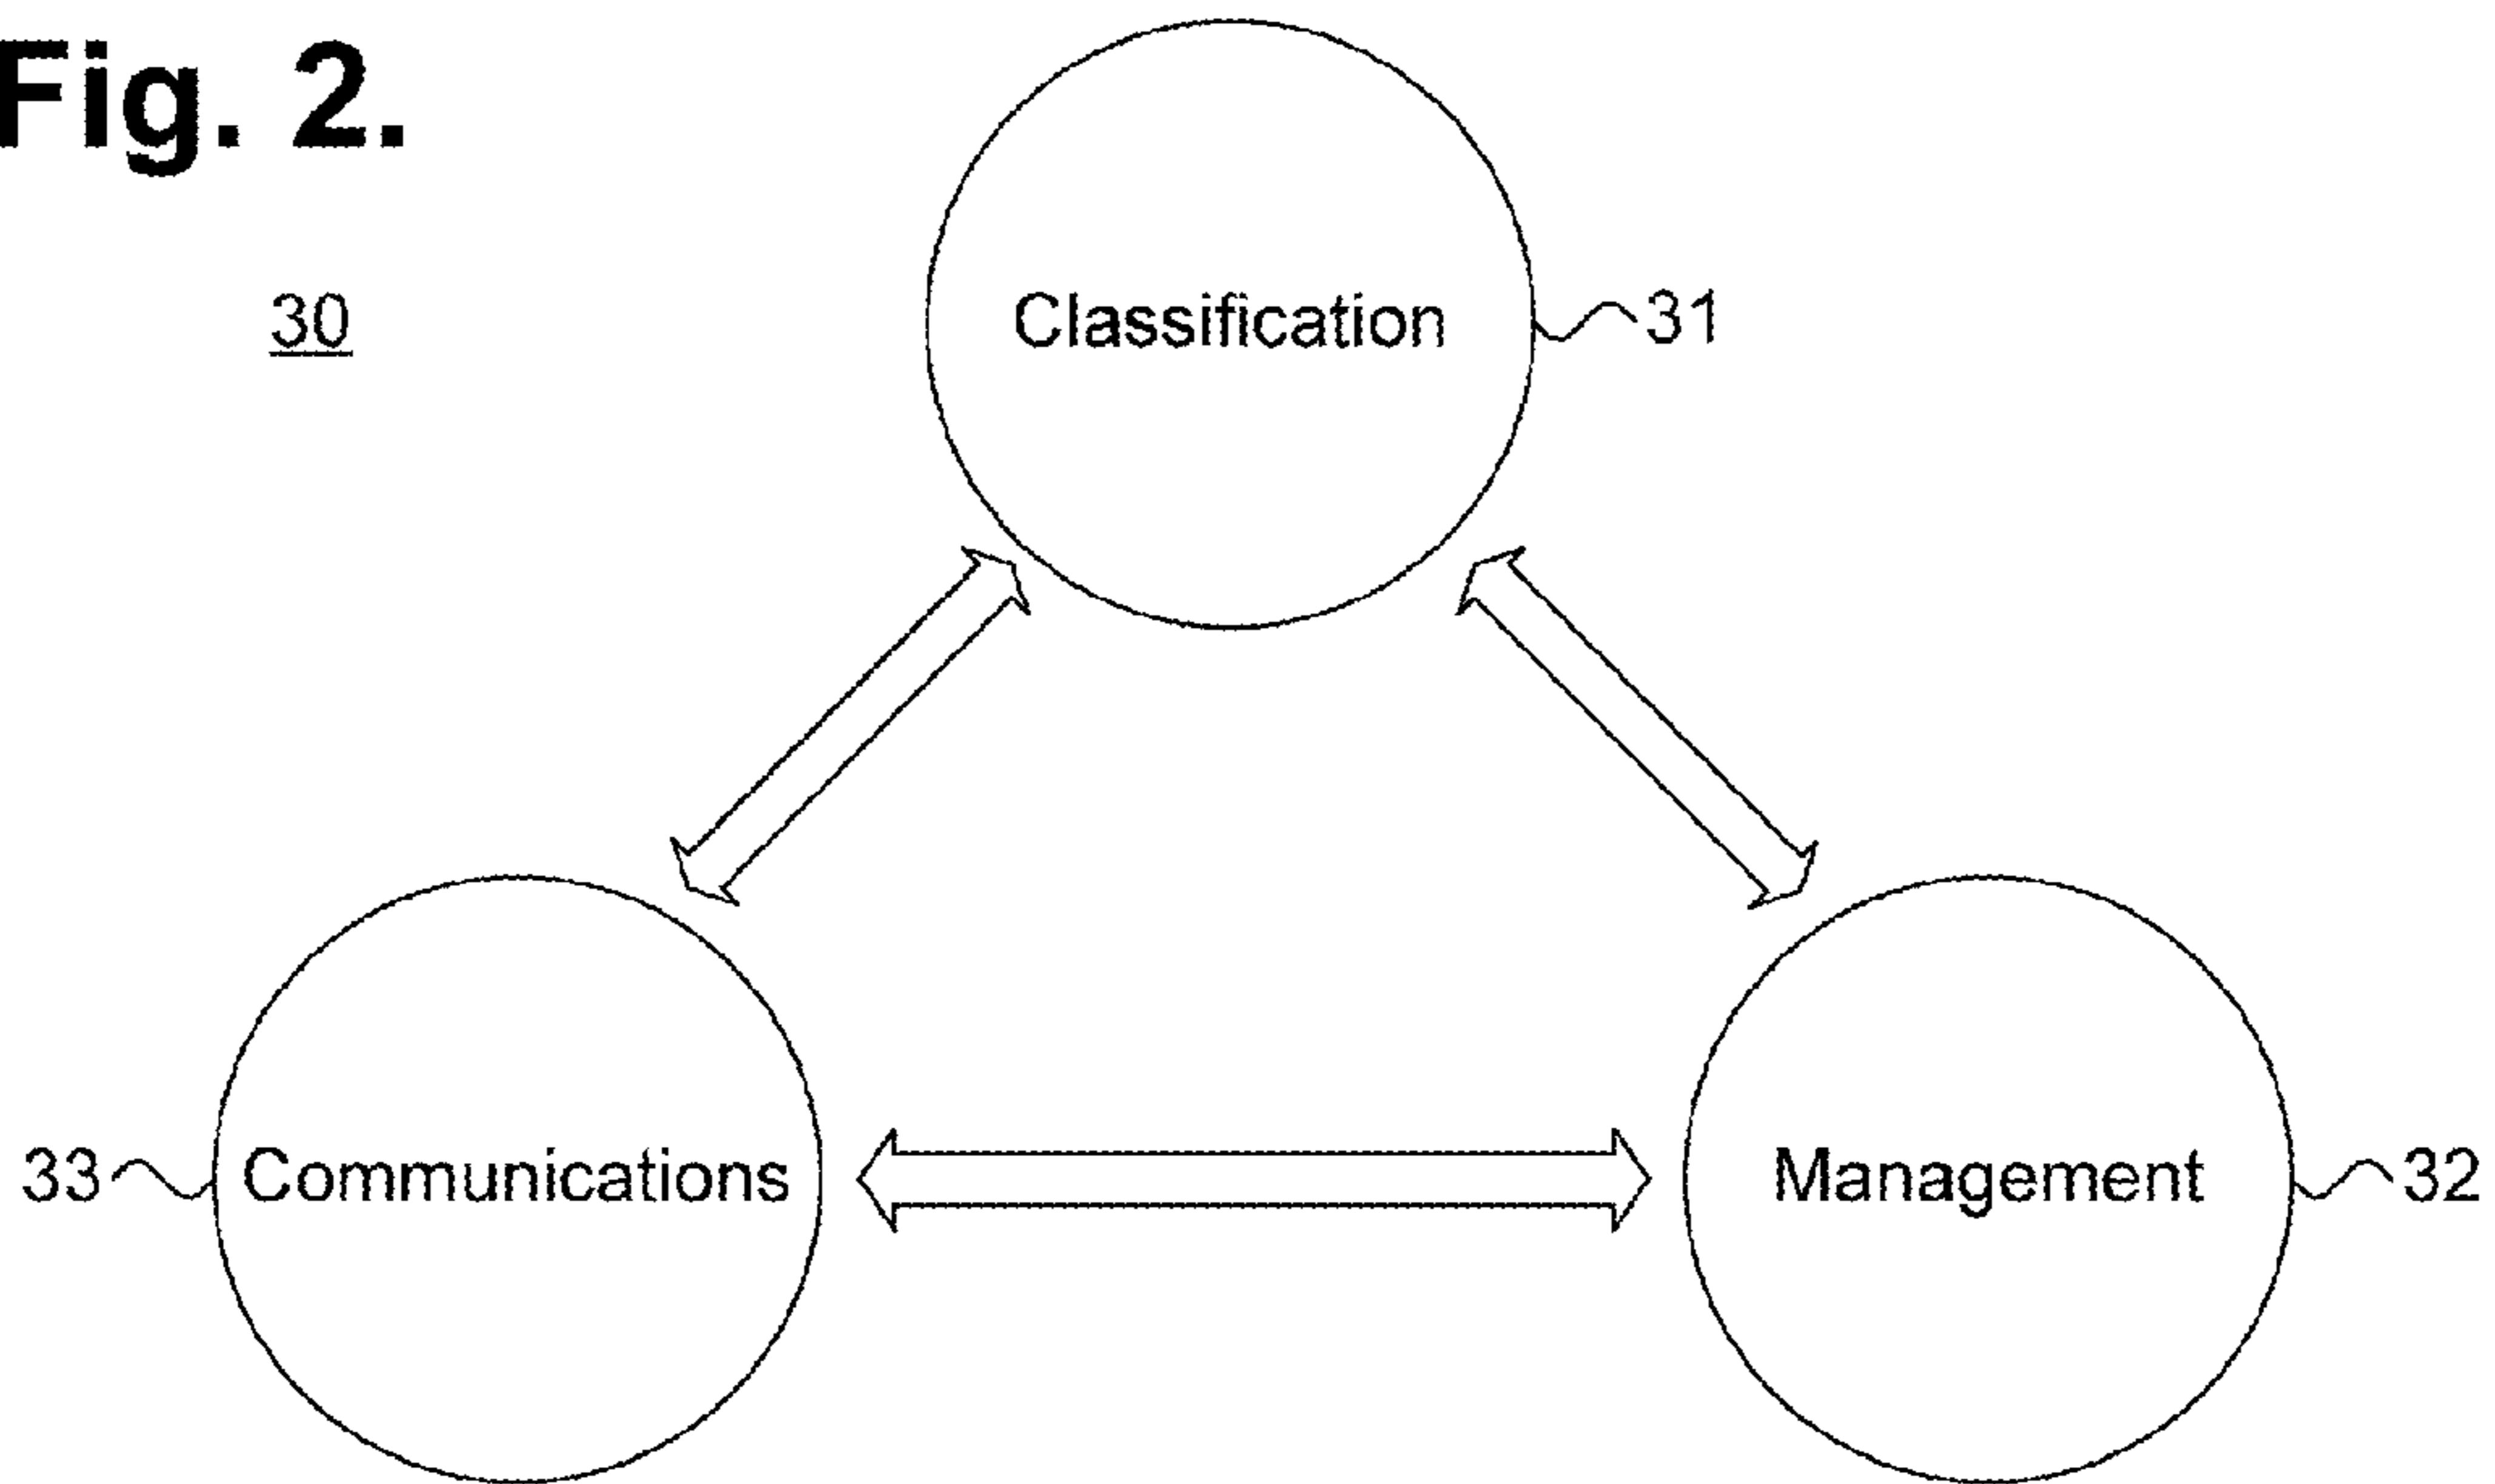 Fig. 2.
30
Classification
31
33
Communications
Management
32